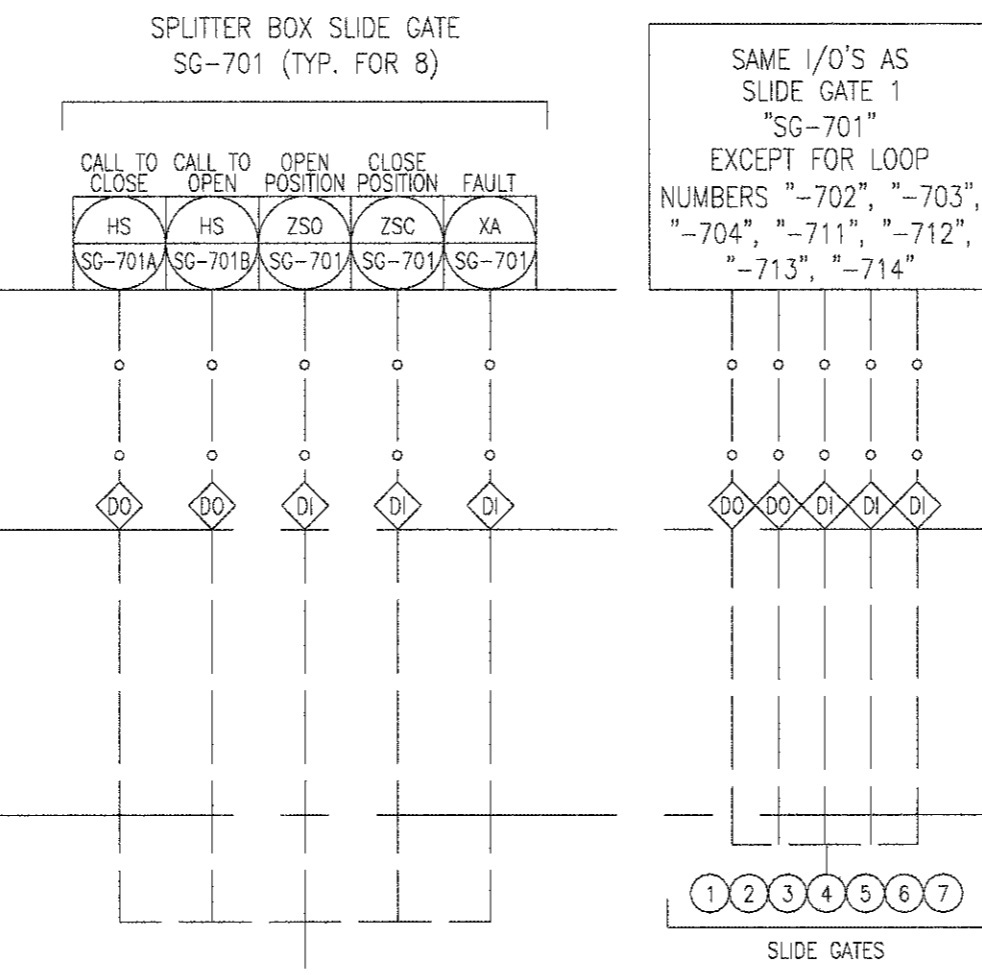 SPLITTER BOX SLIDE GATE
SG-701 (TYP. FOR 8)
CALL TO CLOSE
CALL TO OPEN
OPEN POSITION
CLOSE POSITION
FAULT
HS
HS
ZSO
ZSC
XA
SG-701A
SG-701B
SG-701
SG-701
SG-701
DO
DO
DI
DI
DI
SAME I/O'S AS
SLIDE GATE 1
"SG-701"
EXCEPT FOR LOOP
NUMBERS "-702", "-703",
"-704", "-711", "-712",
"-713", "-714"
DO
DO
DI
DI
DI
1 2 3 4 5 6 7
SLIDE GATES